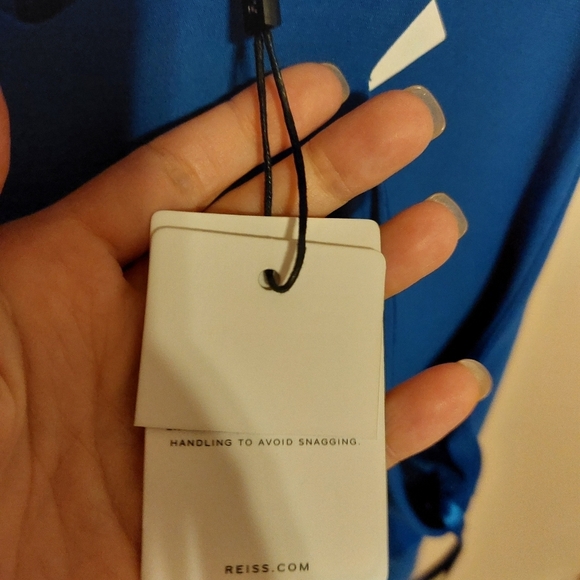 HANDLING TO AVOID SNAGGING.
REISS.COM